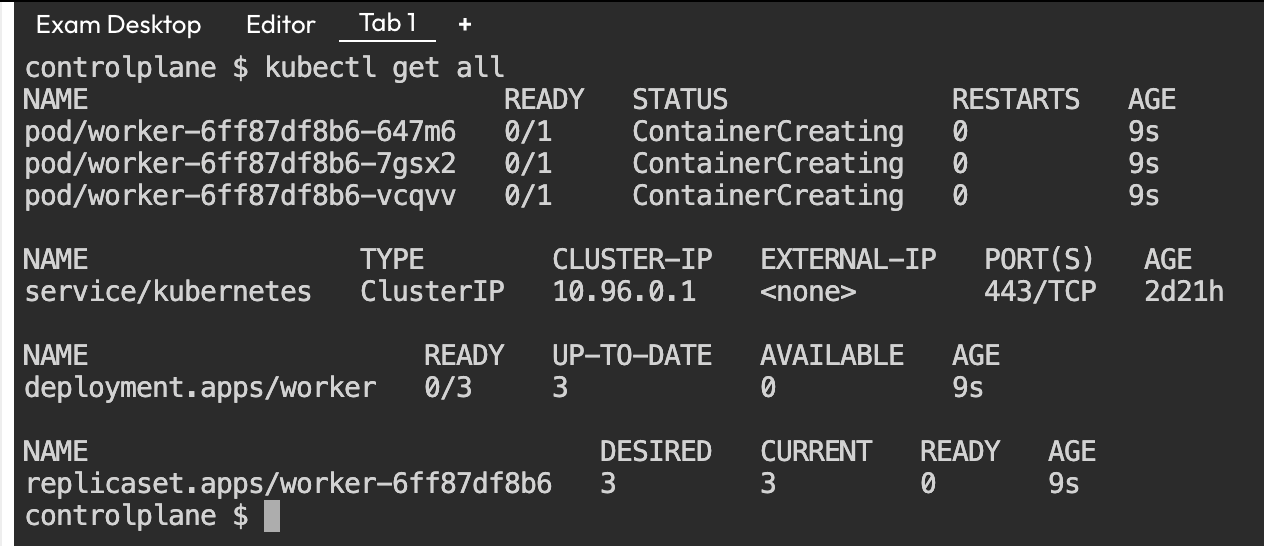 Exam Desktop Editor Tab 1 +
controlplane $ kubectl get all
NAME READY STATUS RESTARTS AGE
pod/worker-6ff87df8b6-647m6 0/1 ContainerCreating 0 9s
pod/worker-6ff87df8b6-7gsx2 0/1 ContainerCreating 0 9s
pod/worker-6ff87df8b6-vcqvv 0/1 ContainerCreating 0 9s
NAME TYPE CLUSTER-IP EXTERNAL-IP PORT(S) AGE
service/kubernetes ClusterIP 10.96.0.1 <none> 443/TCP 2d21h
NAME READY UP-TO-DATE AVAILABLE AGE
deployment.apps/worker 0/3 3 0 9s
NAME DESIRED CURRENT READY AGE
replicaset.apps/worker-6ff87df8b6 3 3 0 9s
controlplane $